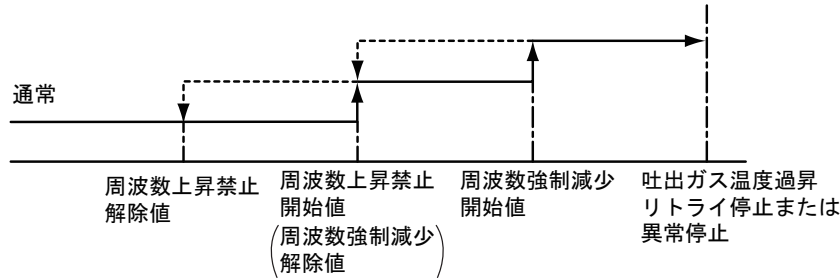 通常
周波数上昇禁止
解除値
周波数上昇禁止
開始値
(周波数強制減少
解除値)
周波数強制減少
開始値
吐出ガス温度過昇
リトライ停止または
異常停止